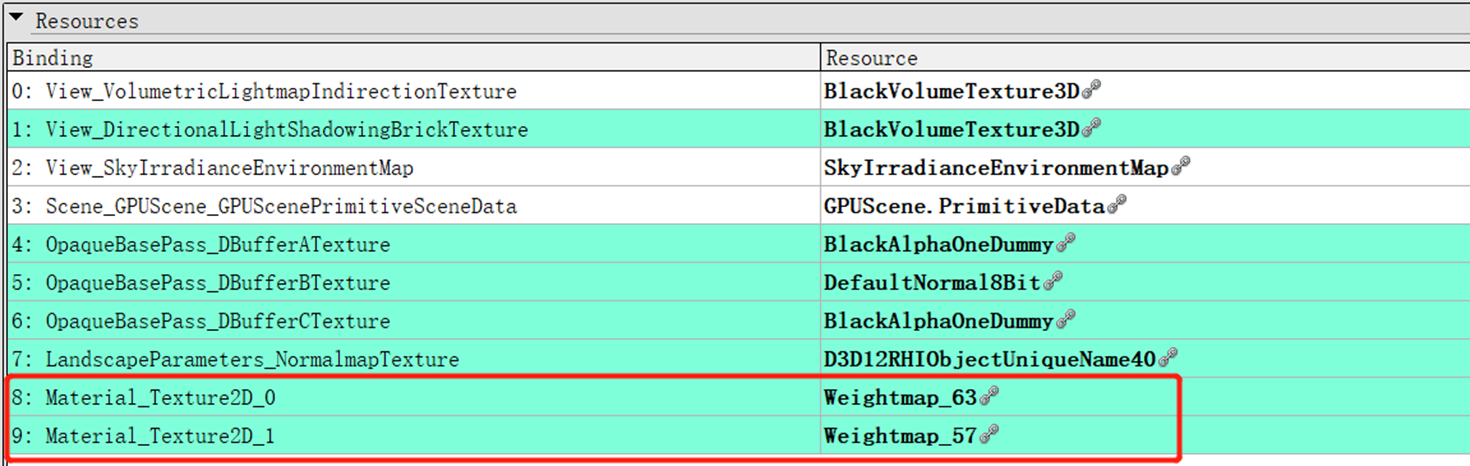 Resources
Binding Resource
0: View_VolumetricLightmapIndirectionTexture BlackVolumeTexture3D
1: View_DirectionalLightShadowingBrickTexture BlackVolumeTexture3D
2: View_SkyIrradianceEnvironmentMap SkyIrradianceEnvironmentMap
3: Scene_GPUScene_GPUScenePrimitiveSceneData GPUScene.PrimitiveData
4: OpaqueBasePass_DBufferATexture BlackAlphaOneDummy
5: OpaqueBasePass_DBufferBTexture DefaultNormal8Bit
6: OpaqueBasePass_DBufferCTexture BlackAlphaOneDummy
7: LandscapeParameters_NormalmapTexture D3D12RHIObjectUniqueName40
8: Material_Texture2D_0 Weightmap_63
9: Material_Texture2D_1 Weightmap_57